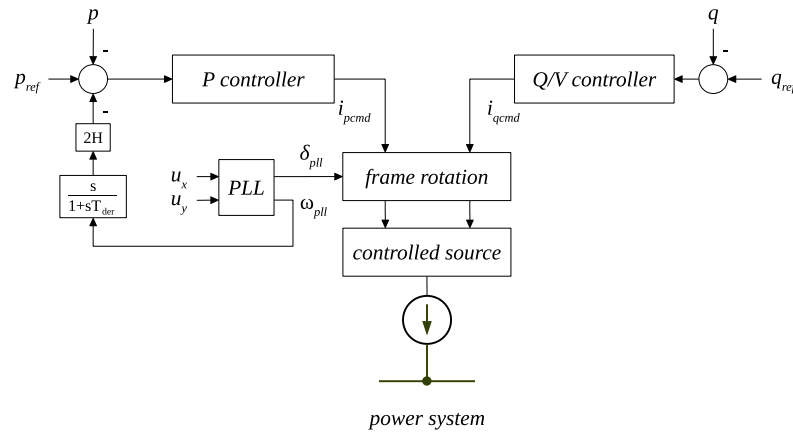 p
q
-
-
p_ref
P controller
Q/V controller
q_ref
i_pcmd
i_qcmd
-
2H
δ_pll
s
1+sT_der
u_x
u_y
PLL
ω_pll
frame rotation
controlled source
power system